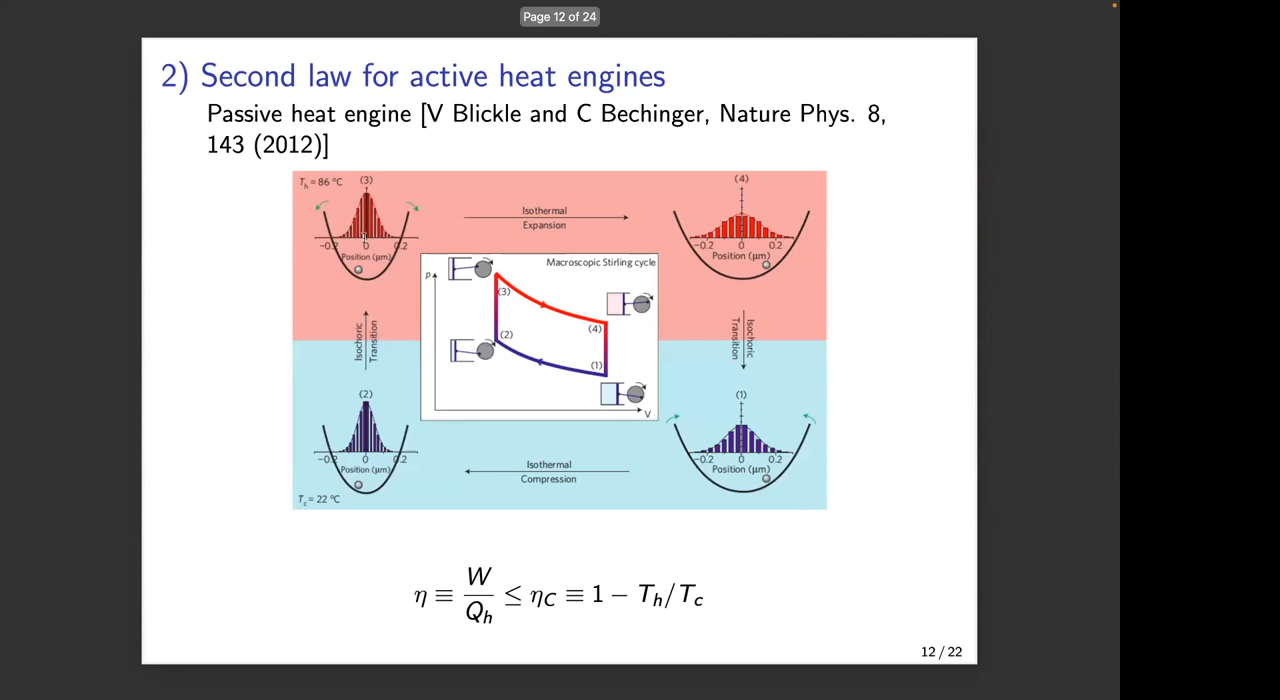 Page 12 of 24
2) Second law for active heat engines
Passive heat engine [V Blickle and C Bechinger, Nature Phys. 8,
143 (2012)]
T_h = 86 °C
(3)
−0.2 0 0.2
Position (μm)
Isothermal
Expansion
(4)
−0.2 0 0.2
Position (μm)
Macroscopic Stirling cycle
p
(3)
(4)
(2)
(1)
V
Isochoric
Transition
Isochoric
Transition
(2)
−0.2 0 0.2
Position (μm)
T_c = 22 °C
Isothermal
Compression
(1)
−0.2 0 0.2
Position (μm)
η ≡ W/Q_h ≤ η_C ≡ 1 − T_h/T_c
12 / 22